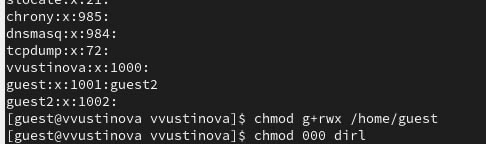 slocate:x:21:
chrony:x:985:
dnsmasq:x:984:
tcpdump:x:72:
vvustinova:x:1000:
guest:x:1001:guest2
guest2:x:1002:
[guest@vvustinova vvustinova]$ chmod g+rwx /home/guest
[guest@vvustinova vvustinova]$ chmod 000 dirl